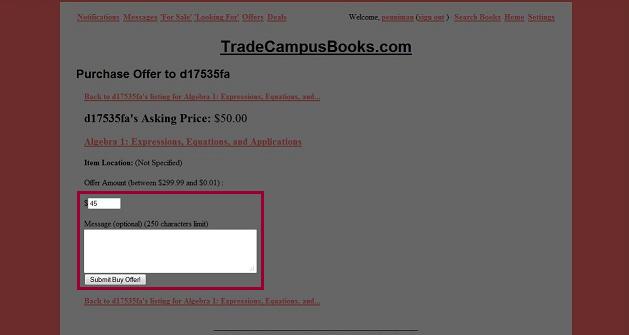 Notifications Messages 'For Sale' 'Looking For' Offers Deals Welcome, penniman (sign out) Search Books Home Settings
TradeCampusBooks.com
Purchase Offer to d17535fa
Back to d17535fa's listing for Algebra 1: Expressions, Equations, and...
d17535fa's Asking Price: $50.00
Algebra 1: Expressions, Equations, and Applications
Item Location: (Not Specified)
Offer Amount (between $299.99 and $0.01) :
$ 45
Message (optional) (250 characters limit)
Submit Buy Offer!
Back to d17535fa's listing for Algebra 1: Expressions, Equations, and...